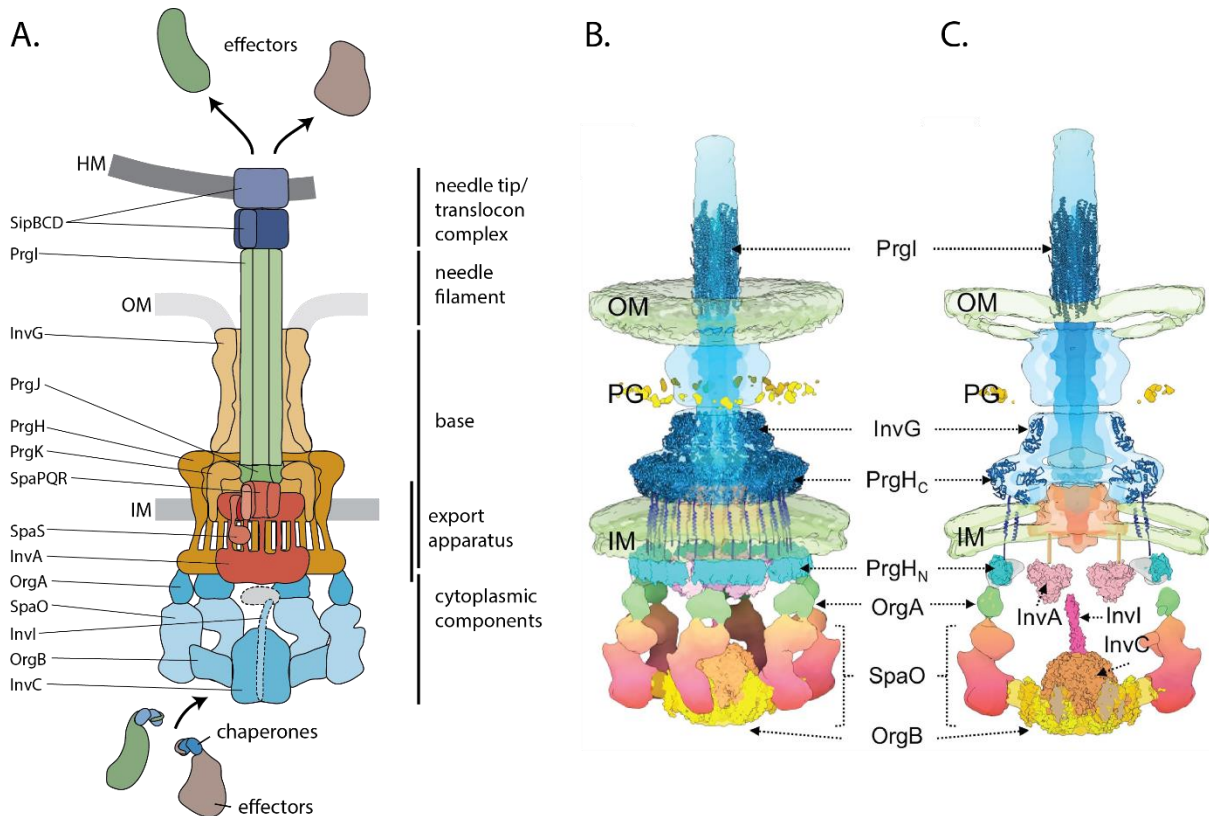 A.
effectors
HM
SipBCD
PrgI
OM
InvG
PrgJ
PrgH
PrgK
SpaPQR
IM
SpaS
InvA
OrgA
SpaO
InvI
OrgB
InvC
chaperones
effectors
needle tip/
translocon
complex
needle
filament
base
export
apparatus
cytoplasmic
components
B.
C.
PrgI
OM
OM
PG
PG
InvG
PrgHC
IM
IM
PrgHN
OrgA
InvA
InvI
InvC
SpaO
OrgB